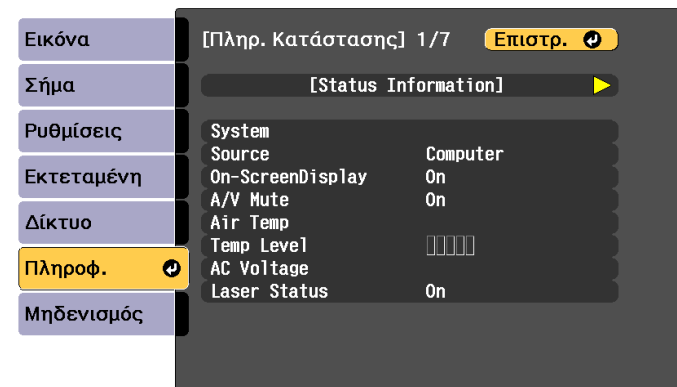 Εικόνα
Σήμα
Ρυθμίσεις
Εκτεταμένη
Δίκτυο
Πληροφ.
Μηδενισμός
[Πληρ. Κατάστασης] 1/7 Επιστρ.
[Status Information]
System
Source Computer
On-ScreenDisplay On
A/V Mute On
Air Temp
Temp Level
AC Voltage
Laser Status On